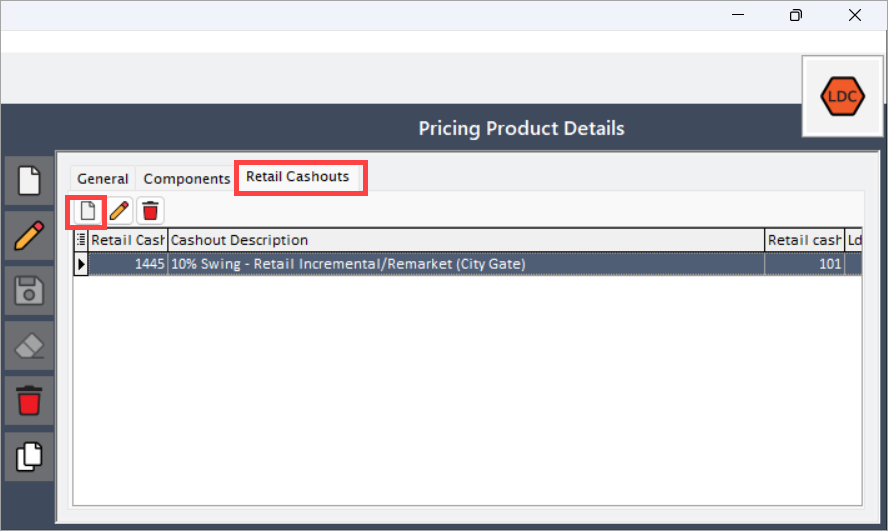 LDC
Pricing Product Details
General Components Retail Cashouts
Retail Cash Cashout Description Retail cash Ld
1445 10% Swing - Retail Incremental/Remarket (City Gate) 101